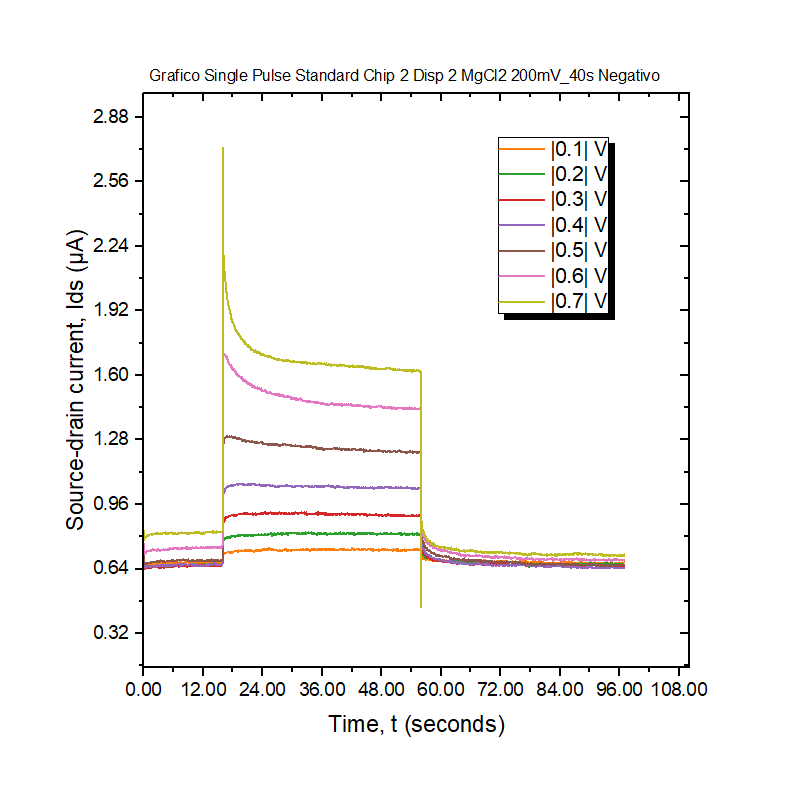 Grafico Single Pulse Standard Chip 2 Disp 2 MgCl2 200mV_40s Negativo
2.88
2.56
2.24
1.92
1.60
1.28
0.96
0.64
0.32
Source-drain current, Ids (µA)
|0.1| V
|0.2| V
|0.3| V
|0.4| V
|0.5| V
|0.6| V
|0.7| V
0.00 12.00 24.00 36.00 48.00 60.00 72.00 84.00 96.00 108.00
Time, t (seconds)